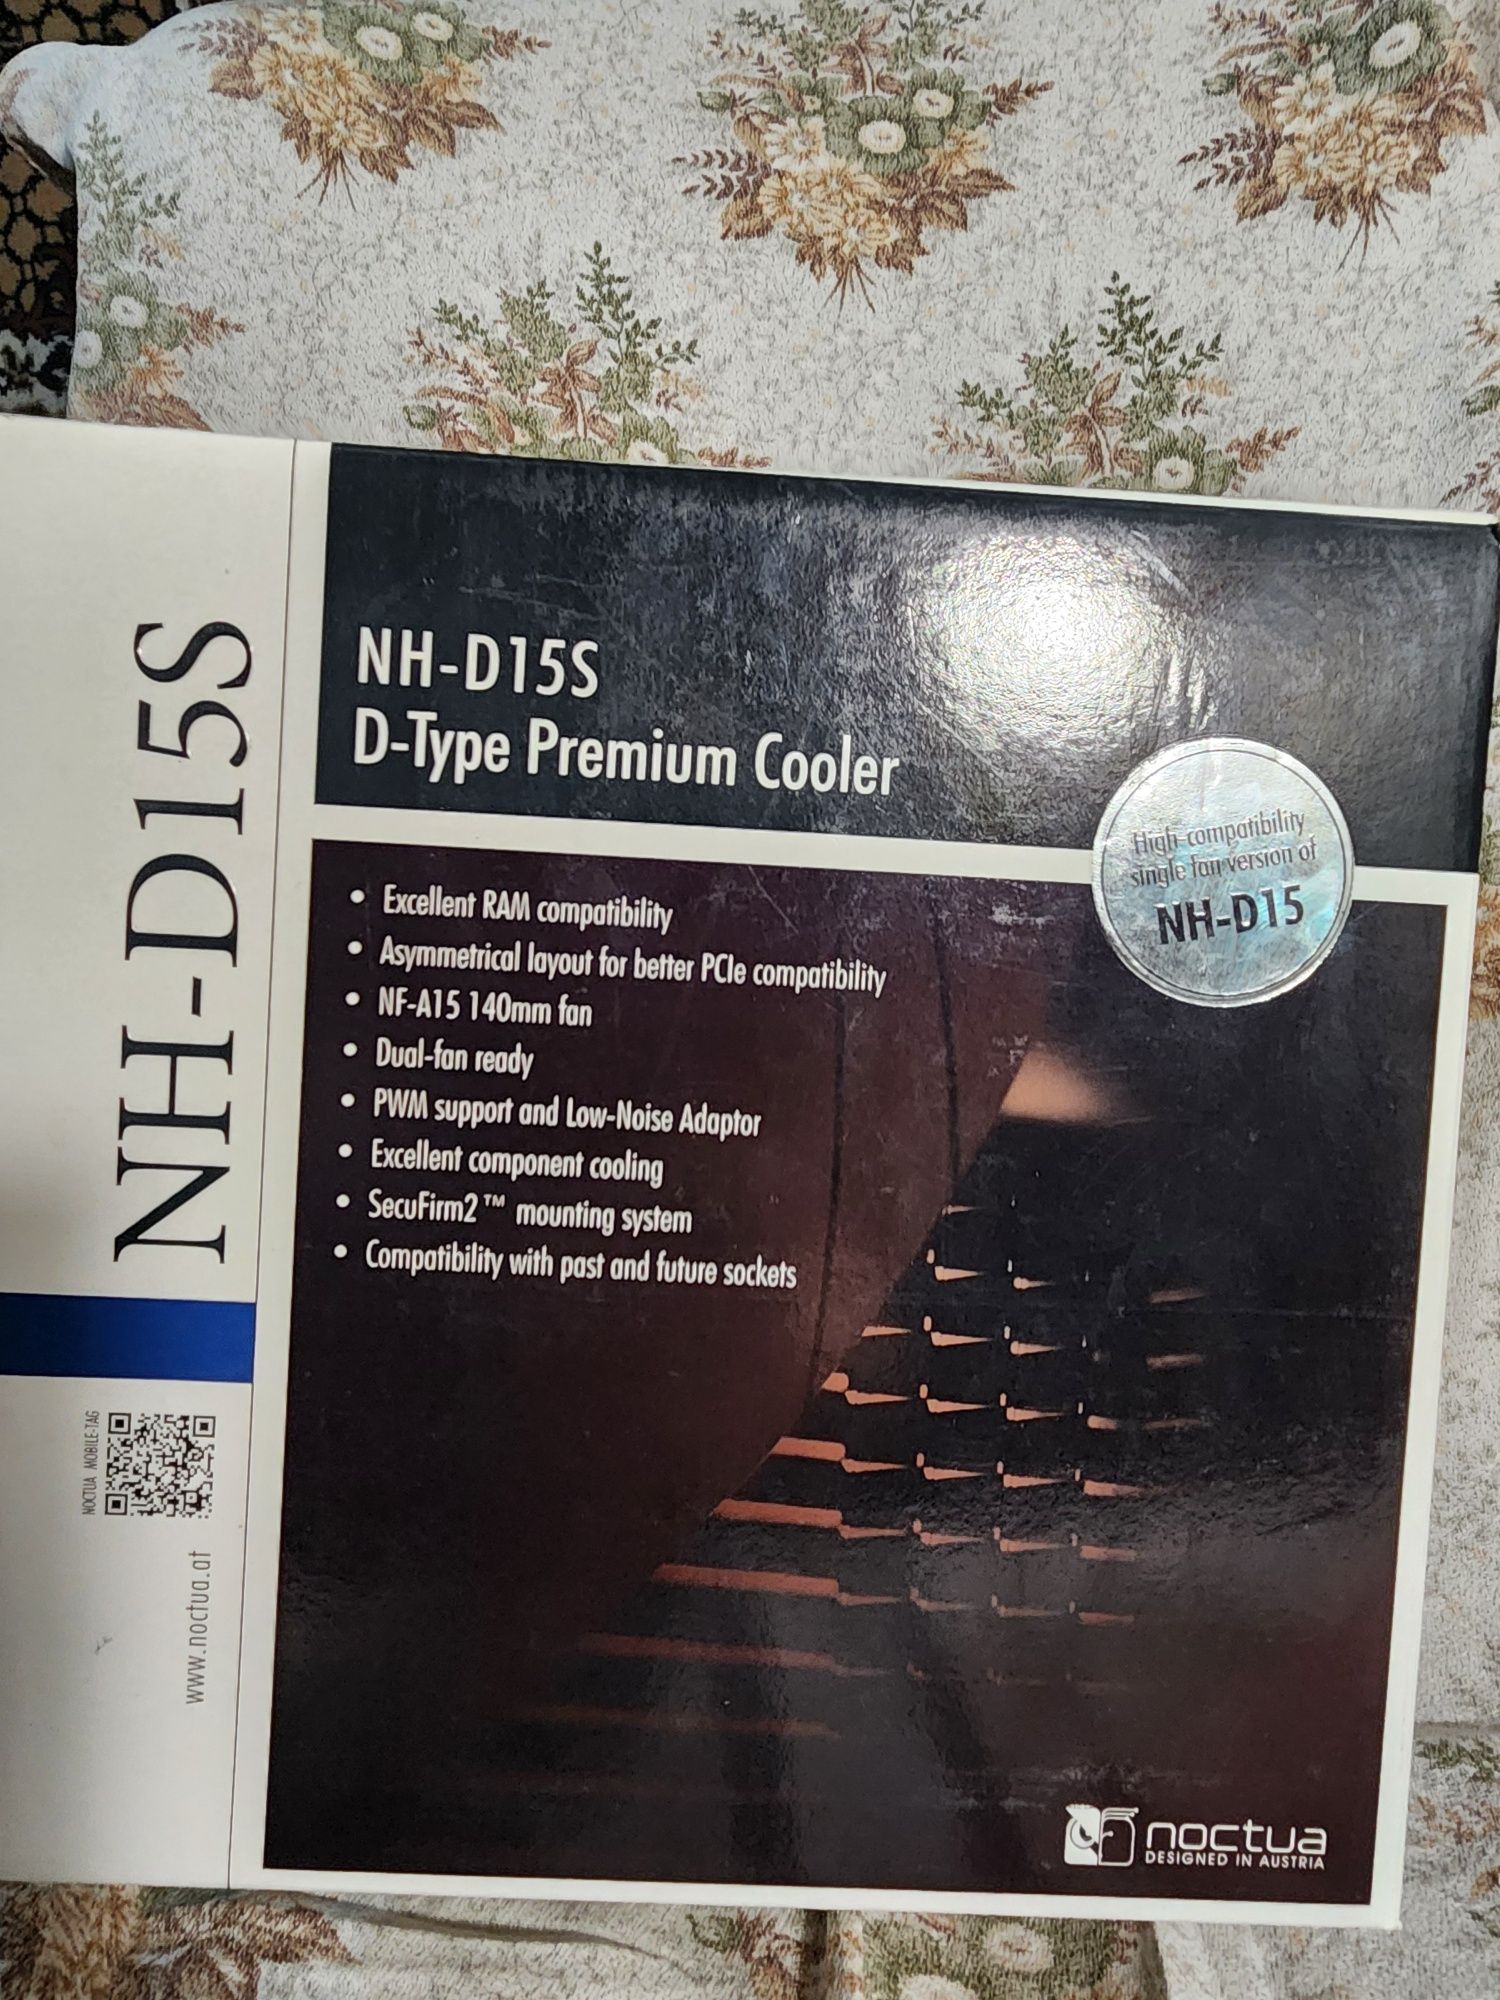 NH-D15S
NOCTUA MOBILE-TAG
www.noctua.at
NH-D15S
D-Type Premium Cooler
High-compatibility
single fan version of
NH-D15
• Excellent RAM compatibility
• Asymmetrical layout for better PCIe compatibility
• NF-A15 140mm fan
• Dual-fan ready
• PWM support and Low-Noise Adaptor
• Excellent component cooling
• SecuFirm2™ mounting system
• Compatibility with past and future sockets
noctua
DESIGNED IN AUSTRIA